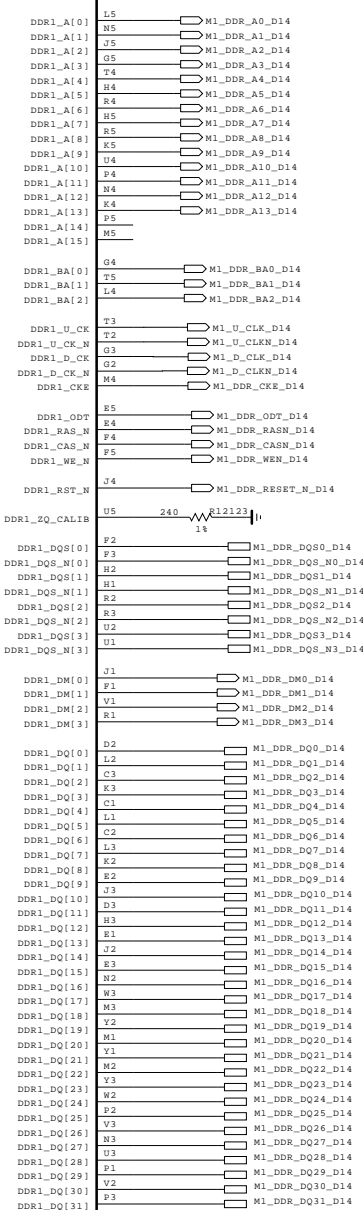 DDR1_A[0] L5 M1_DDR_A0_D14
DDR1_A[1] N5 M1_DDR_A1_D14
DDR1_A[2] J5 M1_DDR_A2_D14
DDR1_A[3] G5 M1_DDR_A3_D14
DDR1_A[4] T4 M1_DDR_A4_D14
DDR1_A[5] H4 M1_DDR_A5_D14
DDR1_A[6] R4 M1_DDR_A6_D14
DDR1_A[7] H5 M1_DDR_A7_D14
DDR1_A[8] R5 M1_DDR_A8_D14
DDR1_A[9] K5 M1_DDR_A9_D14
DDR1_A[10] U4 M1_DDR_A10_D14
DDR1_A[11] P4 M1_DDR_A11_D14
DDR1_A[12] N4 M1_DDR_A12_D14
DDR1_A[13] K4 M1_DDR_A13_D14
DDR1_A[14] P5
DDR1_A[15] M5
DDR1_BA[0] G4 M1_DDR_BA0_D14
DDR1_BA[1] T5 M1_DDR_BA1_D14
DDR1_BA[2] L4 M1_DDR_BA2_D14
DDR1_U_CK T3 M1_U_CLK_D14
DDR1_U_CK_N T2 M1_U_CLKN_D14
DDR1_D_CK G3 M1_D_CLK_D14
DDR1_D_CK_N G2 M1_D_CLKN_D14
DDR1_CKE M4 M1_DDR_CKE_D14
DDR1_ODT E5 M1_DDR_ODT_D14
DDR1_RAS_N E4 M1_DDR_RASN_D14
DDR1_CAS_N F4 M1_DDR_CASN_D14
DDR1_WE_N F5 M1_DDR_WEN_D14
DDR1_RST_N J4 M1_DDR_RESET_N_D14
DDR1_ZQ_CALIB U5 240 R12123
1%
DDR1_DQS[0] F2 M1_DDR_DQS0_D14
DDR1_DQS_N[0] F3 M1_DDR_DQS_N0_D14
DDR1_DQS[1] H2 M1_DDR_DQS1_D14
DDR1_DQS_N[1] H1 M1_DDR_DQS_N1_D14
DDR1_DQS[2] R2 M1_DDR_DQS2_D14
DDR1_DQS_N[2] R3 M1_DDR_DQS_N2_D14
DDR1_DQS[3] U2 M1_DDR_DQS3_D14
DDR1_DQS_N[3] U1 M1_DDR_DQS_N3_D14
DDR1_DM[0] J1 M1_DDR_DM0_D14
DDR1_DM[1] F1 M1_DDR_DM1_D14
DDR1_DM[2] V1 M1_DDR_DM2_D14
DDR1_DM[3] R1 M1_DDR_DM3_D14
DDR1_DQ[0] D2 M1_DDR_DQ0_D14
DDR1_DQ[1] L2 M1_DDR_DQ1_D14
DDR1_DQ[2] C3 M1_DDR_DQ2_D14
DDR1_DQ[3] K3 M1_DDR_DQ3_D14
DDR1_DQ[4] C1 M1_DDR_DQ4_D14
DDR1_DQ[5] L1 M1_DDR_DQ5_D14
DDR1_DQ[6] C2 M1_DDR_DQ6_D14
DDR1_DQ[7] L3 M1_DDR_DQ7_D14
DDR1_DQ[8] K2 M1_DDR_DQ8_D14
DDR1_DQ[9] E2 M1_DDR_DQ9_D14
DDR1_DQ[10] J3 M1_DDR_DQ10_D14
DDR1_DQ[11] D3 M1_DDR_DQ11_D14
DDR1_DQ[12] H3 M1_DDR_DQ12_D14
DDR1_DQ[13] E1 M1_DDR_DQ13_D14
DDR1_DQ[14] J2 M1_DDR_DQ14_D14
DDR1_DQ[15] E3 M1_DDR_DQ15_D14
DDR1_DQ[16] N2 M1_DDR_DQ16_D14
DDR1_DQ[17] W3 M1_DDR_DQ17_D14
DDR1_DQ[18] M3 M1_DDR_DQ18_D14
DDR1_DQ[19] Y2 M1_DDR_DQ19_D14
DDR1_DQ[20] M1 M1_DDR_DQ20_D14
DDR1_DQ[21] Y1 M1_DDR_DQ21_D14
DDR1_DQ[22] M2 M1_DDR_DQ22_D14
DDR1_DQ[23] Y3 M1_DDR_DQ23_D14
DDR1_DQ[24] W2 M1_DDR_DQ24_D14
DDR1_DQ[25] P2 M1_DDR_DQ25_D14
DDR1_DQ[26] V3 M1_DDR_DQ26_D14
DDR1_DQ[27] N3 M1_DDR_DQ27_D14
DDR1_DQ[28] U3 M1_DDR_DQ28_D14
DDR1_DQ[29] P1 M1_DDR_DQ29_D14
DDR1_DQ[30] V2 M1_DDR_DQ30_D14
DDR1_DQ[31] P3 M1_DDR_DQ31_D14